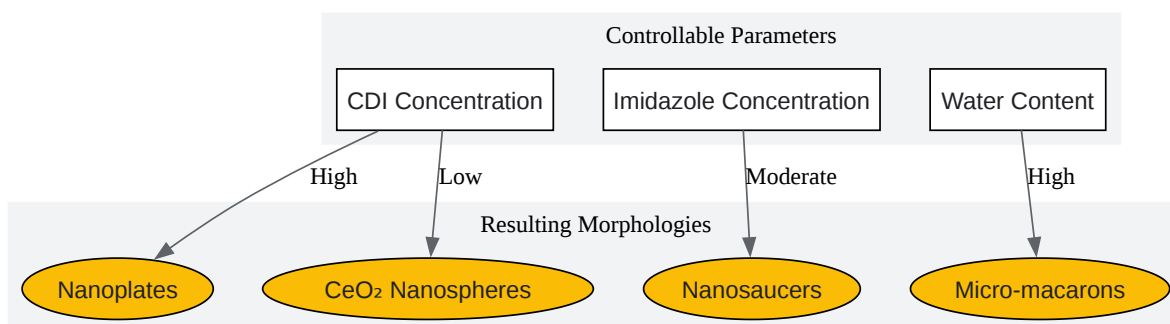 Controllable Parameters
CDI Concentration
Imidazole Concentration
Water Content
High
Low
Moderate
High
Resulting Morphologies
Nanoplates
CeO₂ Nanospheres
Nanosaucers
Micro-macarons